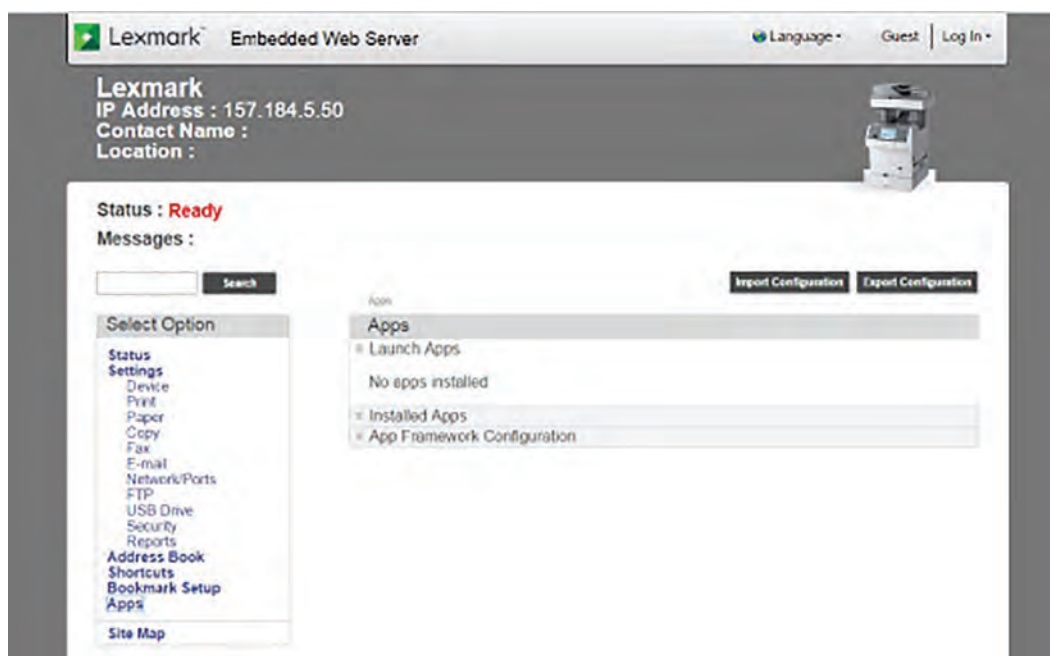 Lexmark Embedded Web Server Language Guest Log In
Lexmark
IP Address : 157.184.5.50
Contact Name :
Location :
Status : Ready
Messages :
Search
Import Configuration Export Configuration
Apps
Select Option
Status
Settings
Device
Print
Paper
Copy
Fax
E-mail
Network/Ports
FTP
USB Drive
Security
Reports
Address Book
Shortcuts
Bookmark Setup
Apps
Site Map
Apps
Launch Apps
No apps installed
Installed Apps
App Framework Configuration